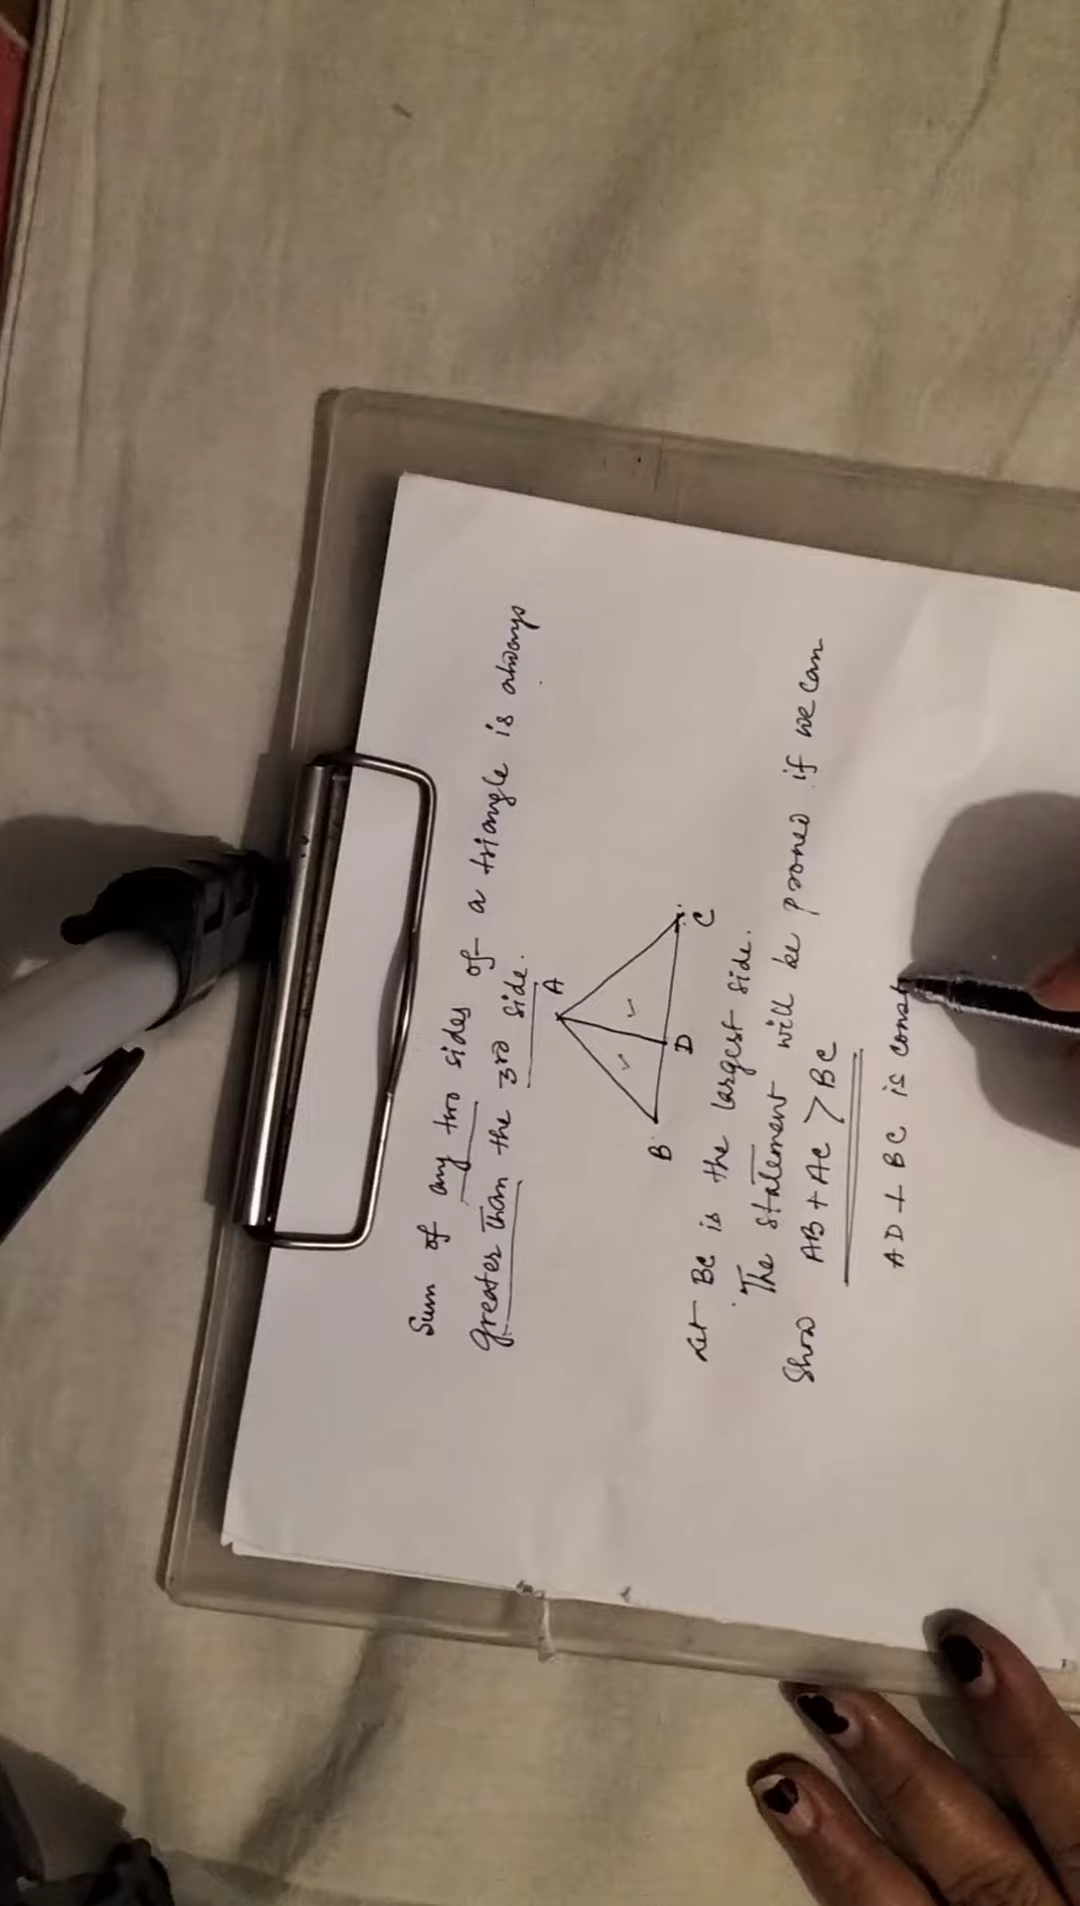 Sum of any two sides of a triangle is always
greater than the 3rd side.
A
B
D
C
Let BC is the largest side.
The statement will be proved if we can
Show AB + AC > BC
AD ⊥ BC is const